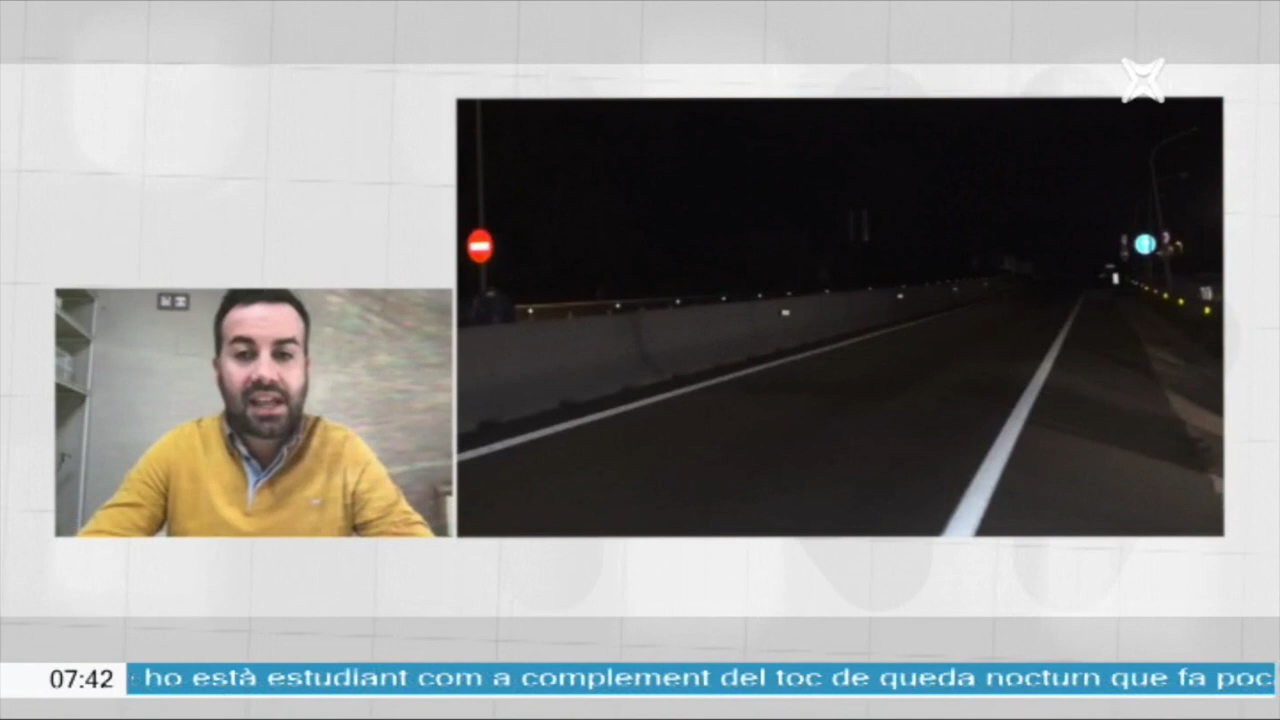 07:42
ho està estudiant com a complement del toc de queda nocturn que fa poc